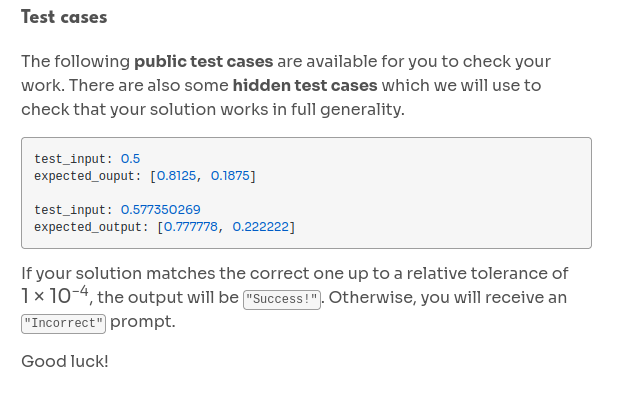 Test cases
The following public test cases are available for you to check your
work. There are also some hidden test cases which we will use to
check that your solution works in full generality.
test_input: 0.5
expected_ouput: [0.8125, 0.1875]
test_input: 0.577350269
expected_output: [0.777778, 0.222222]
If your solution matches the correct one up to a relative tolerance of
1 × 10⁻⁴, the output will be "Success!". Otherwise, you will receive an
"Incorrect" prompt.
Good luck!